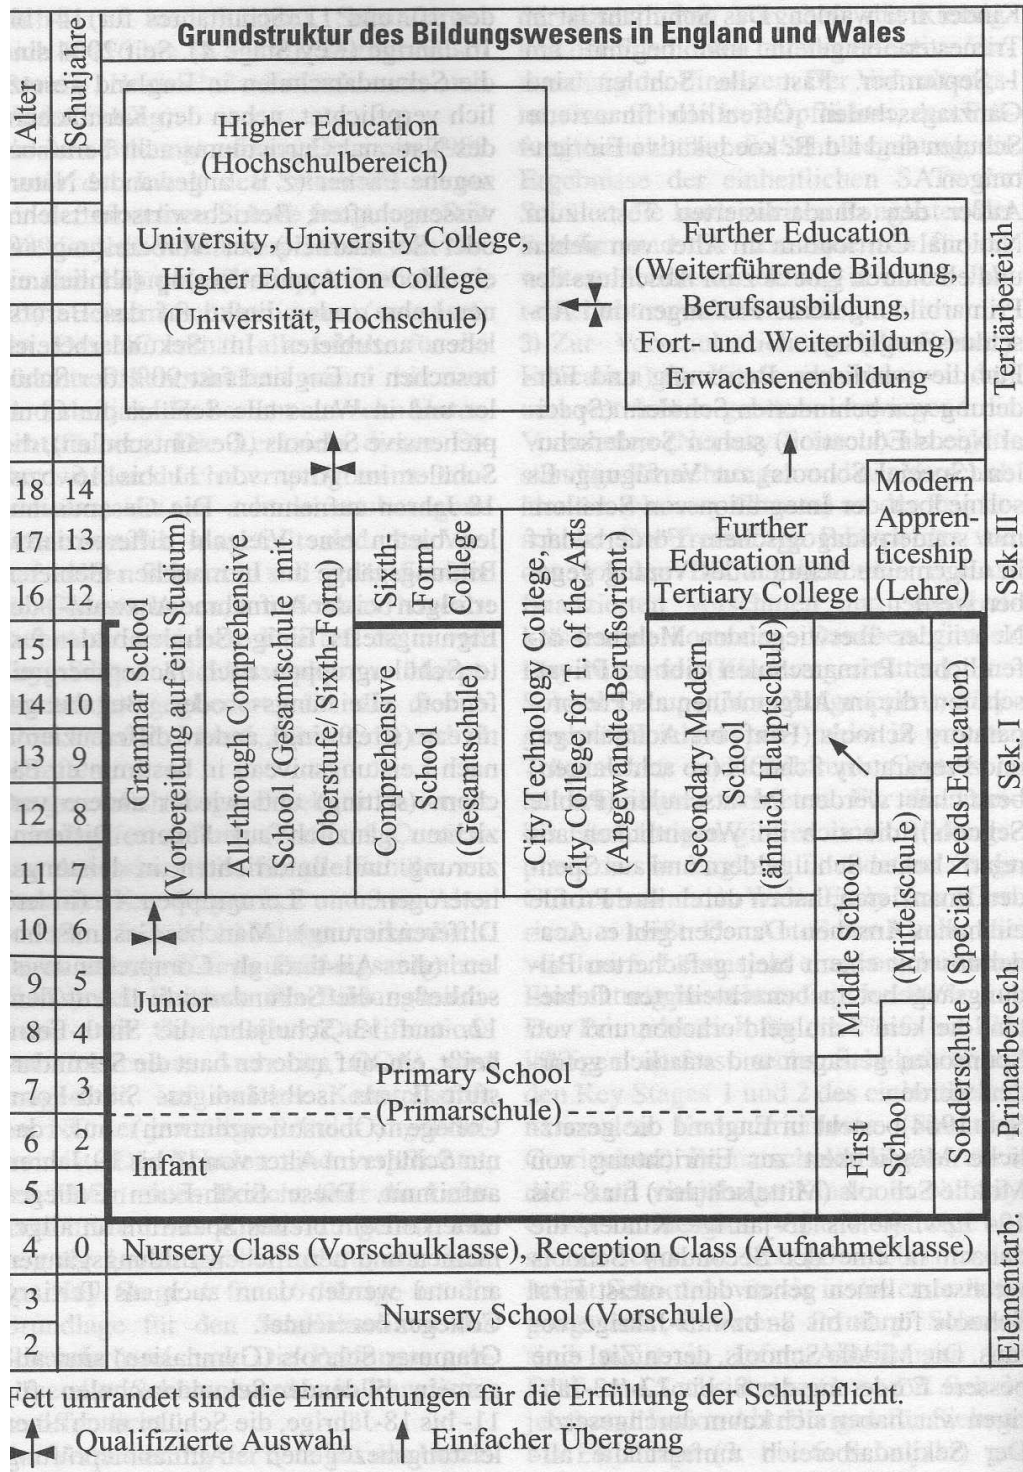 Grundstruktur des Bildungswesens in England und Wales
Alter
Schuljahre
Higher Education
(Hochschulbereich)
University, University College,
Higher Education College
(Universität, Hochschule)
Further Education
(Weiterführende Bildung,
Berufsausbildung,
Fort- und Weiterbildung)
Erwachsenenbildung
Tertiärbereich
18 14
17 13
16 12
15
14 10
13 9
12 8
11 7
10 6
9 5
8 4
7 3
6 2
5 1
4 0
3
2
Grammar School
(Vorbereitung auf ein Studium)
All-through Comprehensive
School (Gesamtschule mit
Oberstufe/Sixth-Form)
Sixth-
Form
College
Comprehensive
School
(Gesamtschule)
City Technology College,
City College for T. of the Arts
(Angewandte Berufsorient.)
Further
Education und
Tertiary College
Modern
Appren-
ticeship
(Lehre)
Secondary Modern
School
(ähnlich Hauptschule)
Middle School
(Mittelschule)
First
School
Sonderschule (Special Needs Education)
Sek. III
Sek. I
Primarbereich
Elementarb.
Junior
Primary School
(Primarschule)
Infant
Nursery Class (Vorschulklasse), Reception Class (Aufnahmeklasse)
Nursery School (Vorschule)
Fett umrandet sind die Einrichtungen für die Erfüllung der Schulpflicht
Qualifizierte Auswahl
Einfacher Übergang